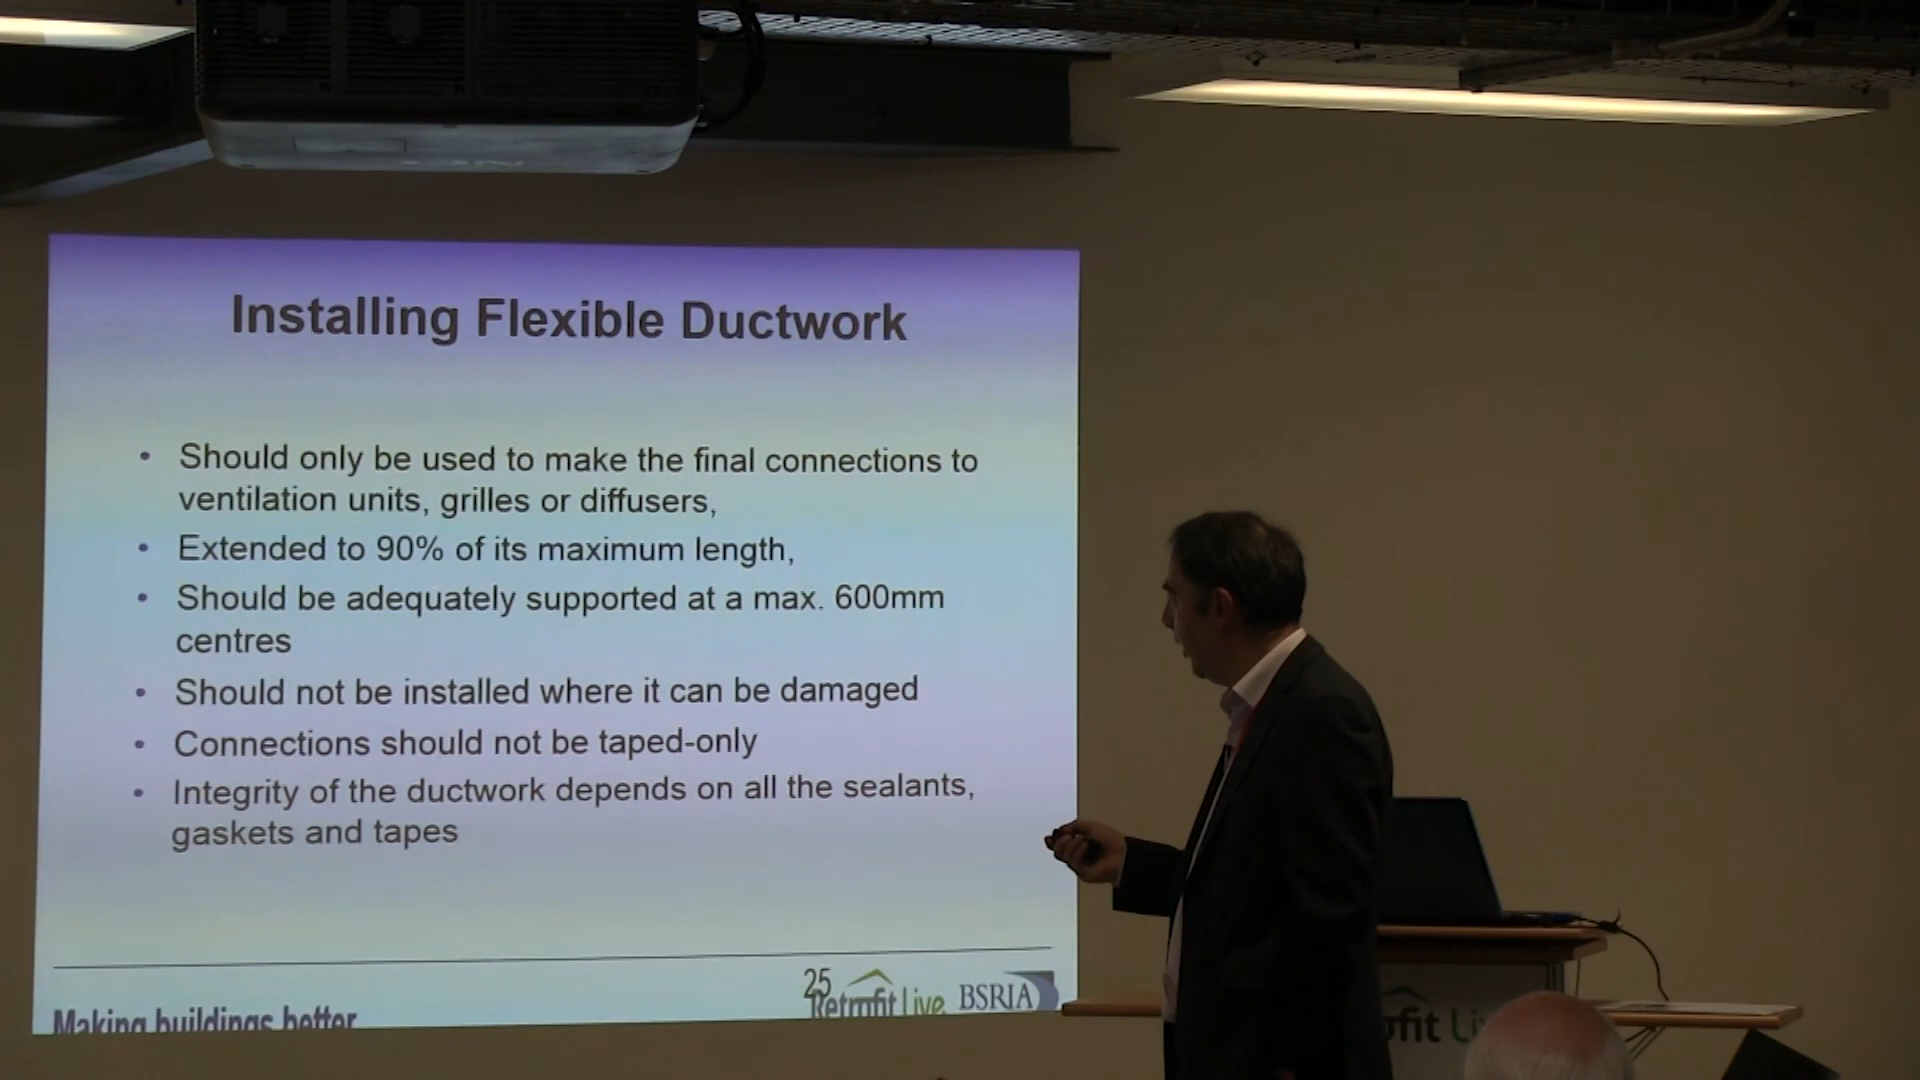 Installing Flexible Ductwork
• Should only be used to make the final connections to
ventilation units, grilles or diffusers,
• Extended to 90% of its maximum length,
• Should be adequately supported at a max. 600mm
centres
• Should not be installed where it can be damaged
• Connections should not be taped-only
• Integrity of the ductwork depends on all the sealants,
gaskets and tapes
25
Retrofit Live
BSRIA
Making buildings better
ofit Li
NEC